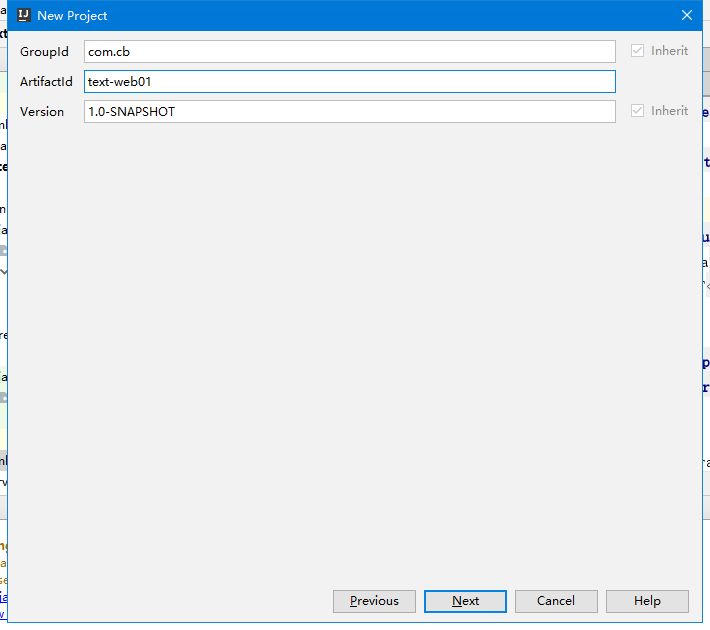 New Project
GroupId com.cb Inherit
ArtifactId text-web01
Version 1.0-SNAPSHOT Inherit
Previous Next Cancel Help